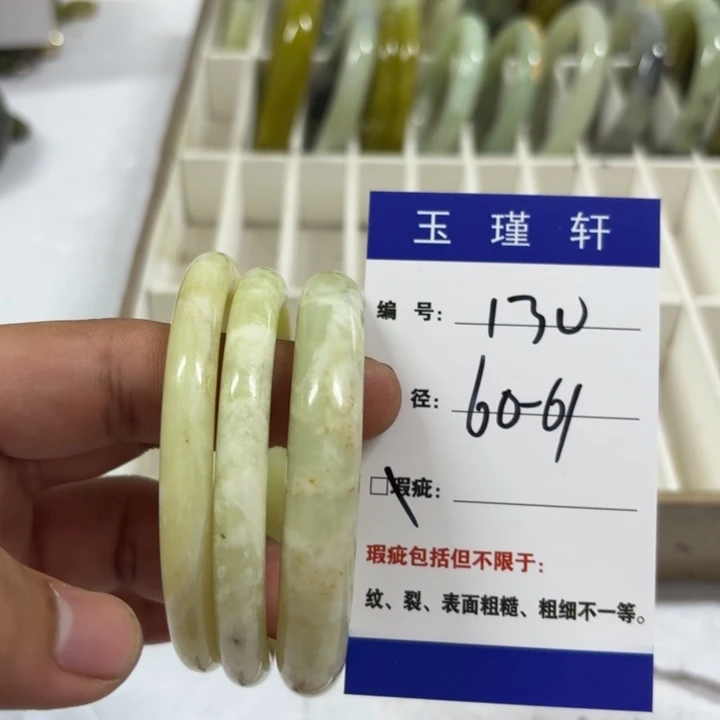 玉瑾轩
编号: 130
径: 60-61
□瑕疵:
瑕疵包括但不限于:
纹、裂、表面粗糙、粗细不一等。